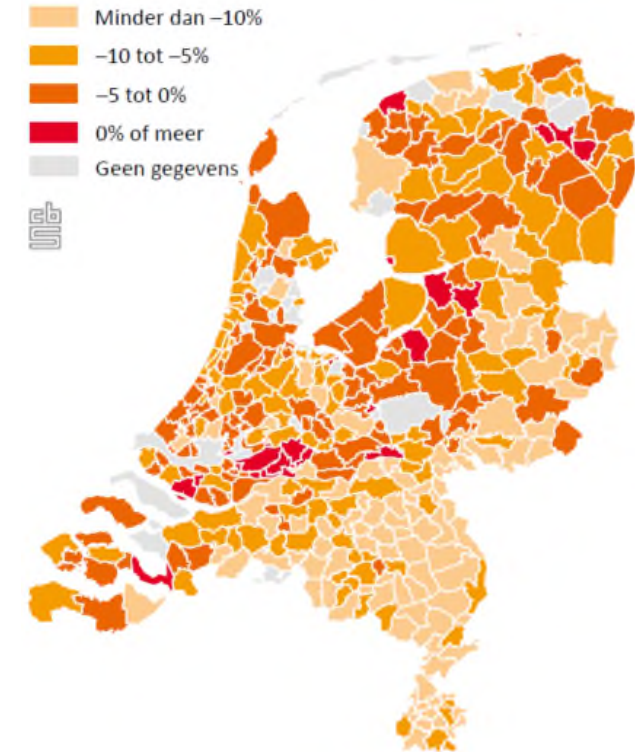 Minder dan –10%
–10 tot –5%
–5 tot 0%
0% of meer
Geen gegevens
cbs